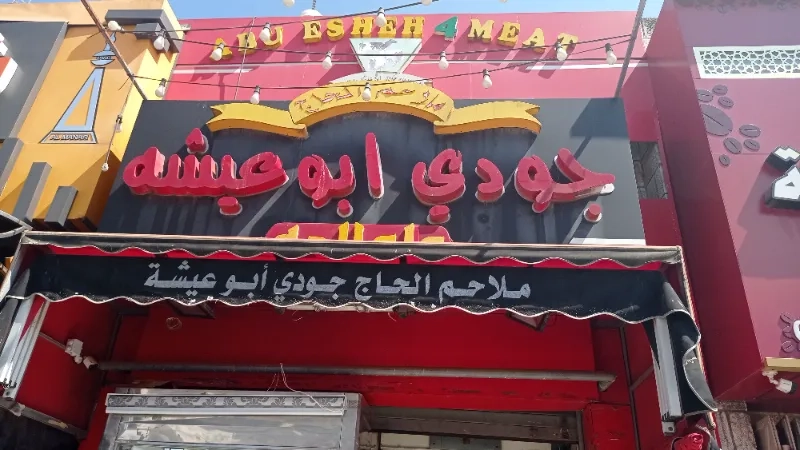 ABU ESHEH 4 MEAT
ملاحم الحاج
جودي ابو عيشه
ملاحم الحاج جودي أبو عيشة